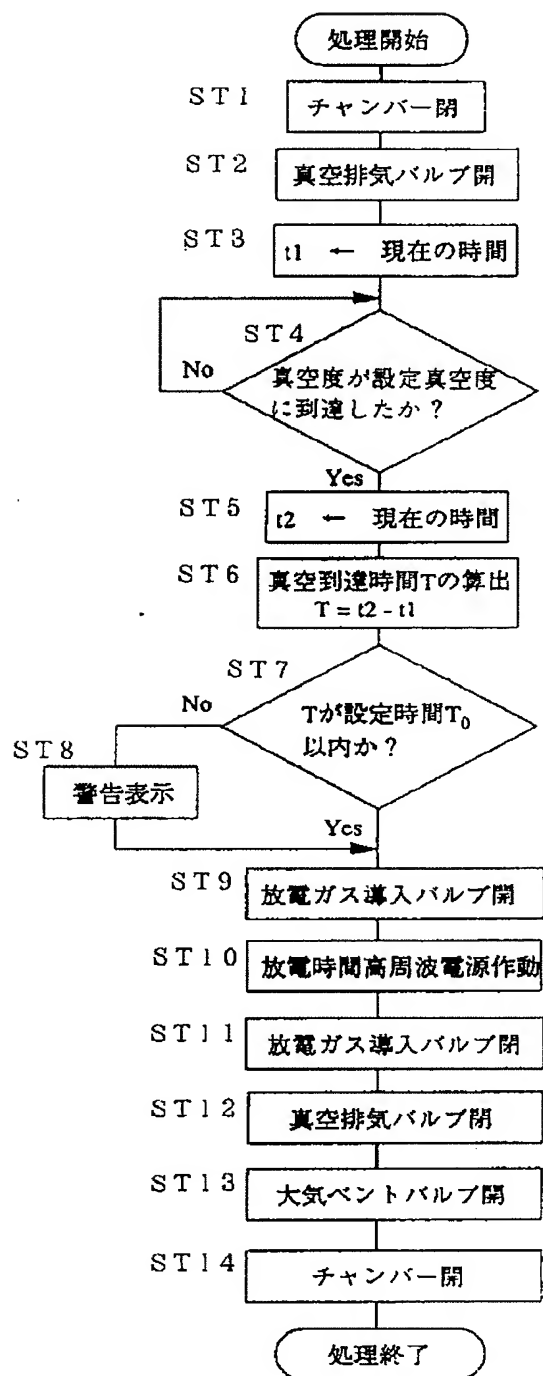 処理開始
ST1
チャンバー閉
ST2
真空排気バルブ開
ST3
t1 ← 現在の時間
ST4
No
真空度が設定真空度
に到達したか?
Yes
ST5
t2 ← 現在の時間
ST6
真空到達時間Tの算出
T = t2 - t1
ST7
No
Tが設定時間T₀
以内か?
ST8
警告表示
Yes
ST9
放電ガス導入バルブ開
ST10
放電時間高周波電源作動
ST11
放電ガス導入バルブ閉
ST12
真空排気バルブ閉
ST13
大気ベントバルブ開
ST14
チャンバー開
処理終了